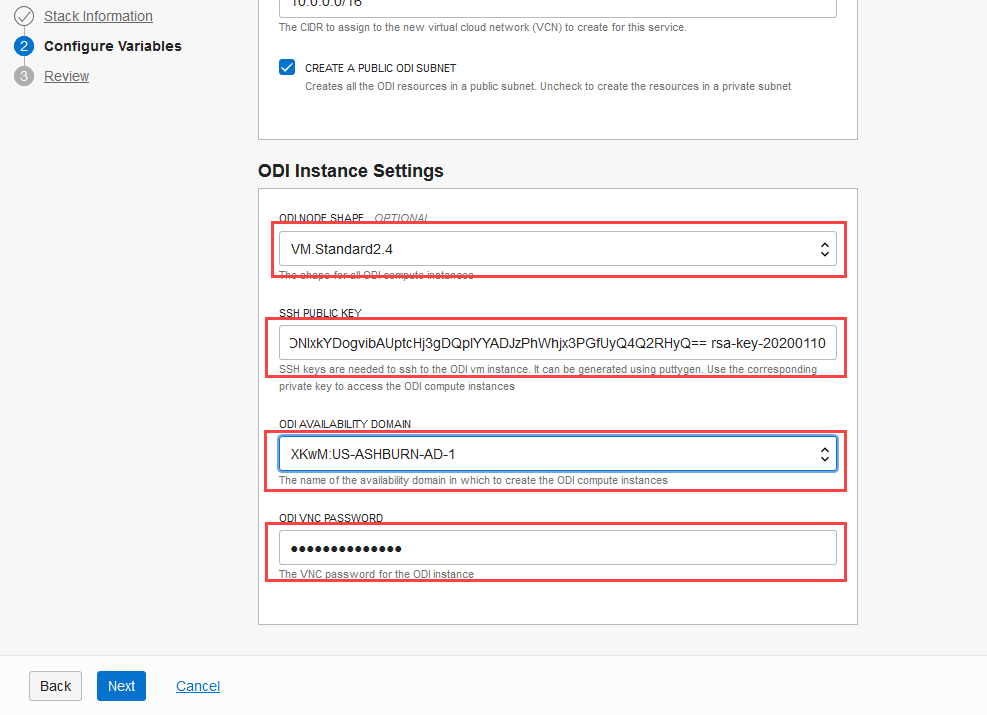 Stack Information
2 Configure Variables
3 Review
10.0.0.0/16
The CIDR to assign to the new virtual cloud network (VCN) to create for this service.
CREATE A PUBLIC ODI SUBNET
Creates all the ODI resources in a public subnet. Uncheck to create the resources in a private subnet
ODI Instance Settings
ODI NODE SHAPE OPTIONAL
VM.Standard2.4
The shape for all ODI compute instances
SSH PUBLIC KEY
rsa-key-20200110
SSH keys are needed to ssh to the ODI vm instance. It can be generated using puttygen. Use the corresponding
private key to access the ODI compute instances
ODI AVAILABILITY DOMAIN
XKwM:US-ASHBURN-AD-1
The name of the availability domain in which to create the ODI compute instances
ODI VNC PASSWORD
●●●●●●●●●●●●●●
The VNC password for the ODI instance
Back Next Cancel